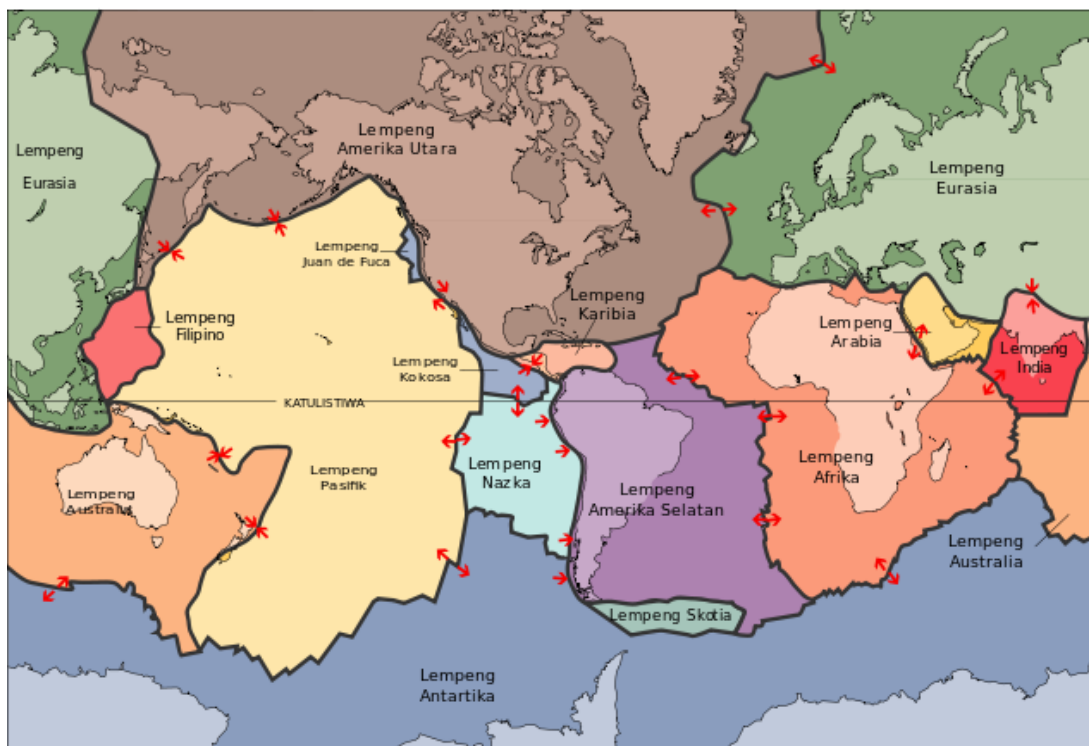 Lempeng
Eurasia
Lempeng
Amerika Utara
Lempeng
Eurasia
Lempeng
Juan de Fuca
Lempeng
Karibia
Lempeng
Filipino
Lempeng
Arabia
Lempeng
India
Lempeng
Kokosa
KATULISTIWA
Lempeng
Australia
Lempeng
Pasifik
Lempeng
Nazka
Lempeng
Amerika Selatan
Lempeng
Afrika
Lempeng
Australia
Lempeng Skotia
Lempeng
Antartika